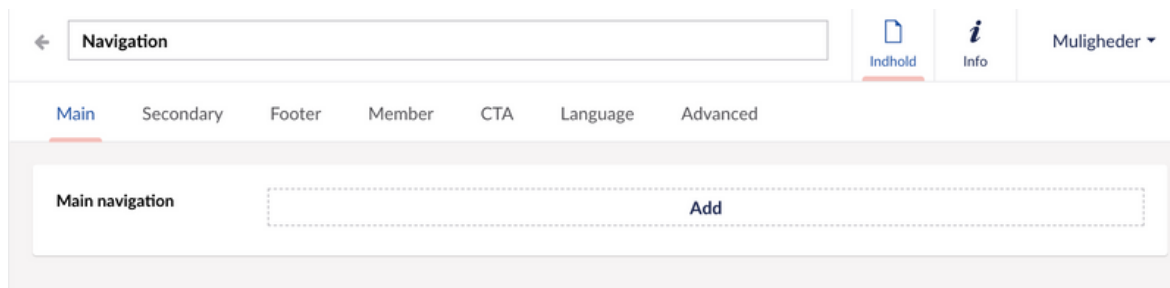 Navigation
Indhold
Info
Muligheder
Main Secondary Footer Member CTA Language Advanced
Main navigation
Add